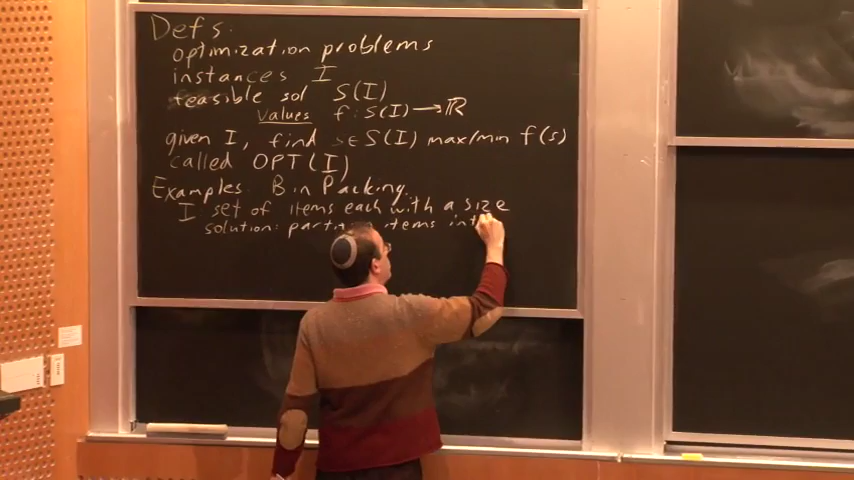 Defs.
optimization problems
instances I
feasible sol S(I)
values f: S(I) → ℝ
given I, find s∈S(I) max/min f(s)
called OPT(I)
Examples: Bin Packing.
I set of items each with a size
solution: items